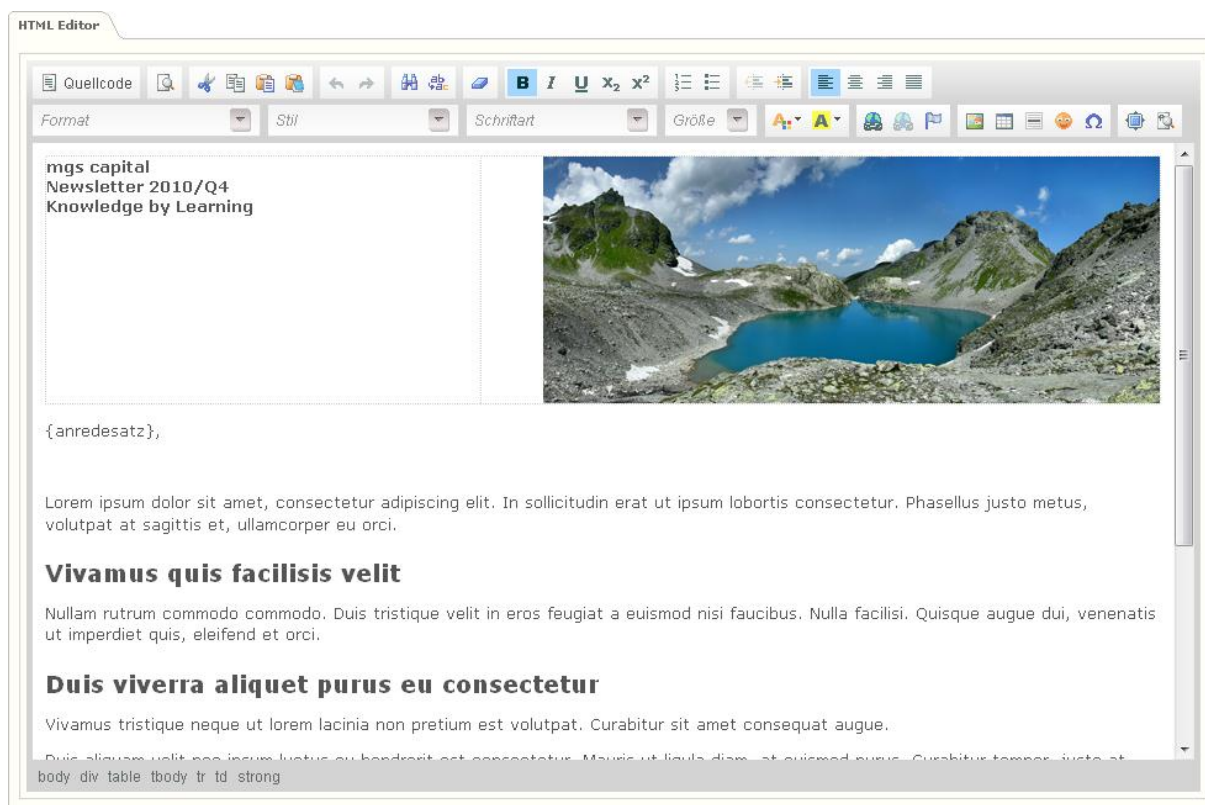 HTML Editor
Quellcode
B I U X₂ X²
Format Stil Schriftart Größe
mgs capital
Newsletter 2010/Q4
Knowledge by Learning
{anredesatz},
Lorem ipsum dolor sit amet, consectetur adipiscing elit. In sollicitudin erat ut ipsum lobortis consectetur. Phasellus justo metus,
volutpat at sagittis et, ullamcorper eu orci.
Vivamus quis facilisis velit
Nullam rutrum commodo commodo. Duis tristique velit in eros feugiat a euismod nisi faucibus. Nulla facilisi. Quisque augue dui, venenatis
ut imperdiet quis, eleifend et orci.
Duis viverra aliquet purus eu consectetur
Vivamus tristique neque ut lorem lacinia non pretium est volutpat. Curabitur sit amet consequat augue.
body div table tbody tr td strong